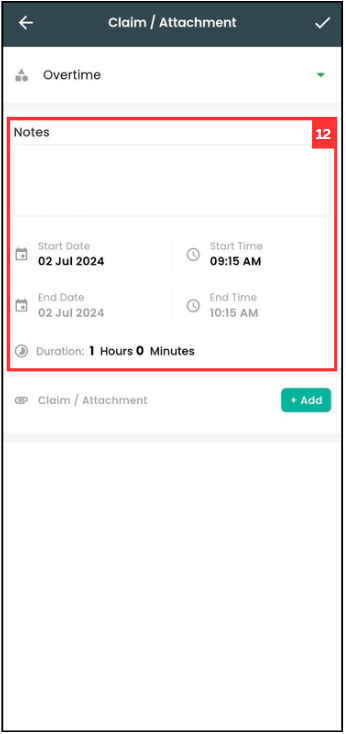 Claim / Attachment
Overtime
Notes
12
Start Date
02 Jul 2024
Start Time
09:15 AM
End Date
02 Jul 2024
End Time
10:15 AM
Duration: 1 Hours 0 Minutes
Claim / Attachment
+ Add